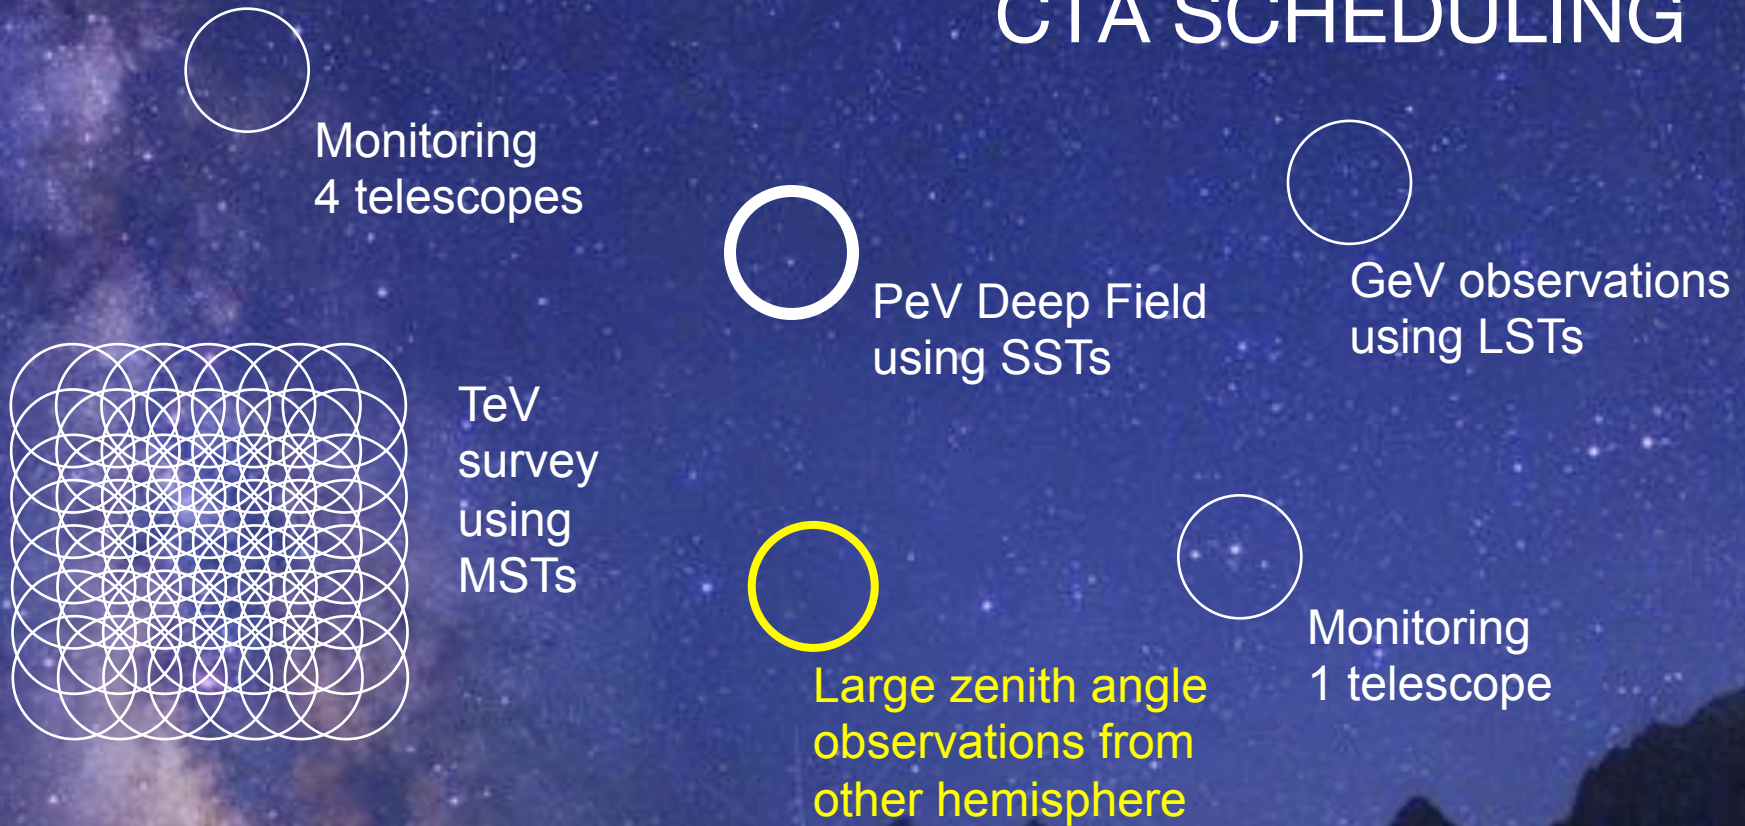 CTA SCHEDULING
Monitoring
4 telescopes
PeV Deep Field
using SSTs
GeV observations
using LSTs
TeV
survey
using
MSTs
Large zenith angle
observations from
other hemisphere
Monitoring
1 telescope